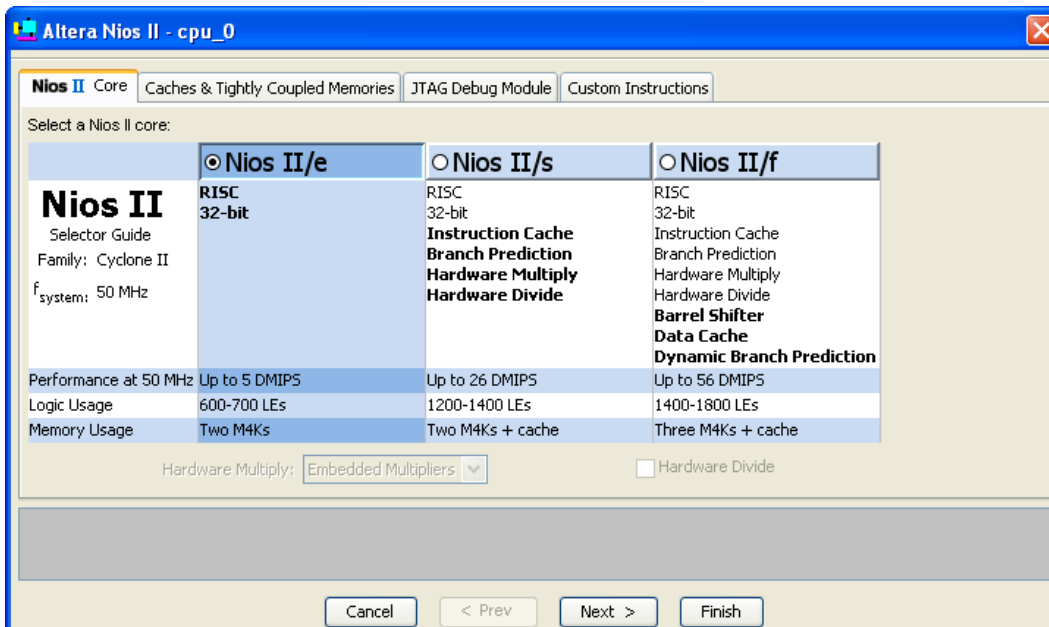 Altera Nios II - cpu_0
Nios II Core
Caches & Tightly Coupled Memories
JTAG Debug Module
Custom Instructions
Select a Nios II core:
Nios II/e
Nios II/s
Nios II/f
Nios II
Selector Guide
Family: Cyclone II
fsystem: 50 MHz
RISC
32-bit
RISC
32-bit
Instruction Cache
Branch Prediction
Hardware Multiply
Hardware Divide
RISC
32-bit
Instruction Cache
Branch Prediction
Hardware Multiply
Hardware Divide
Barrel Shifter
Data Cache
Dynamic Branch Prediction
Performance at 50 MHz Up to 5 DMIPS Up to 26 DMIPS Up to 56 DMIPS
Logic Usage 600-700 LEs 1200-1400 LEs 1400-1800 LEs
Memory Usage Two M4Ks Two M4Ks + cache Three M4Ks + cache
Hardware Multiply: Embedded Multipliers Hardware Divide
Cancel < Prev Next > Finish